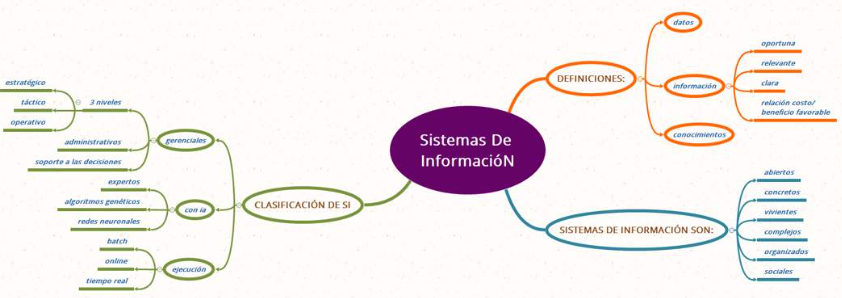 Sistemas De
InformacióN
DEFINICIONES:
datos
información
oportuna
relevante
clara
relación costo/
beneficio favorable
conocimientos
SISTEMAS DE INFORMACIÓN SON:
abiertos
concretos
vivientes
complejos
organizados
sociales
CLASIFICACIÓN DE SI
gerenciales
3 niveles
estratégico
táctico
operativo
administrativos
soporte a las decisiones
con ia
expertos
algoritmos genéticos
redes neuronales
ejecución
batch
online
tiempo real